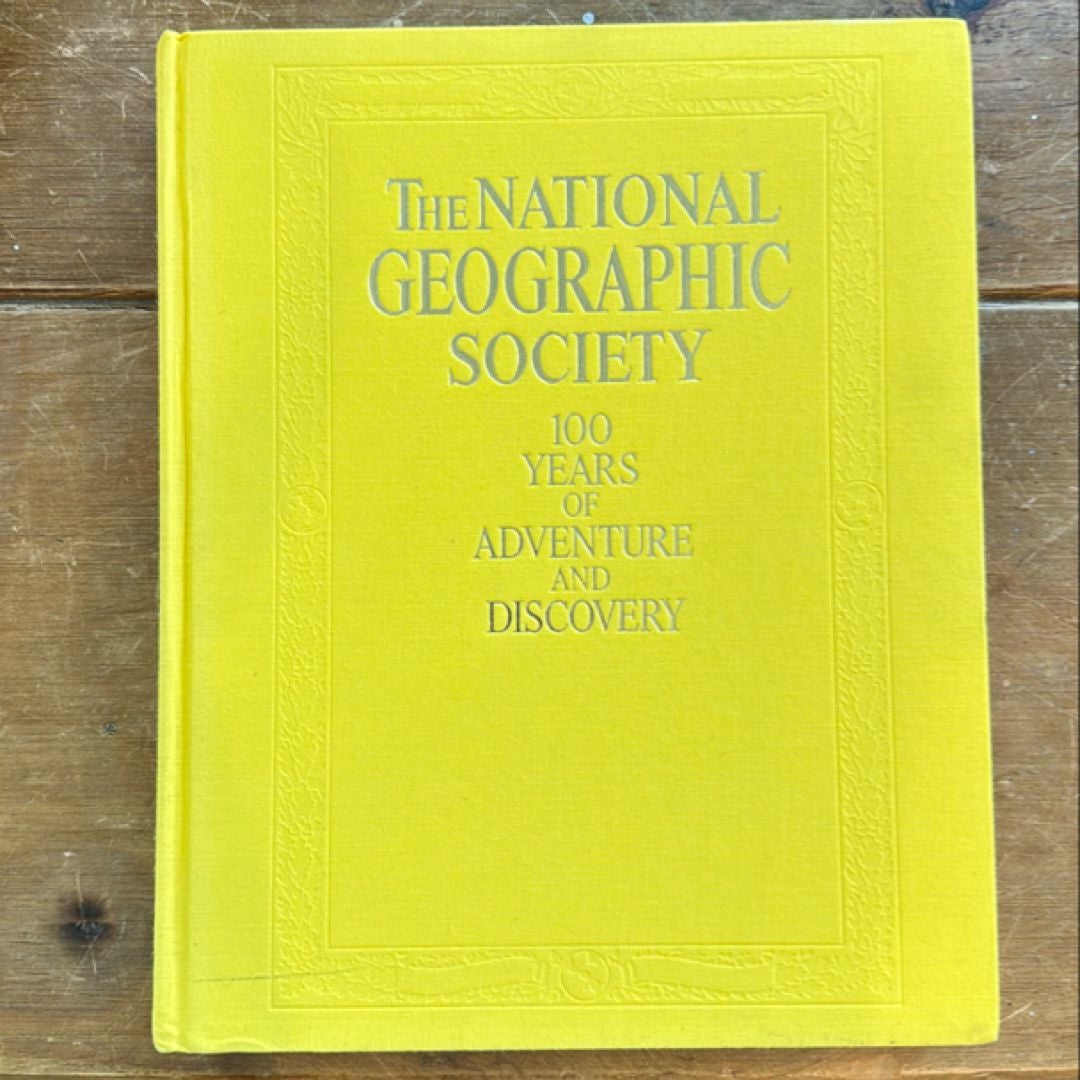 The NATIONAL
GEOGRAPHIC
SOCIETY
100
YEARS
OF
ADVENTURE
AND
DISCOVERY